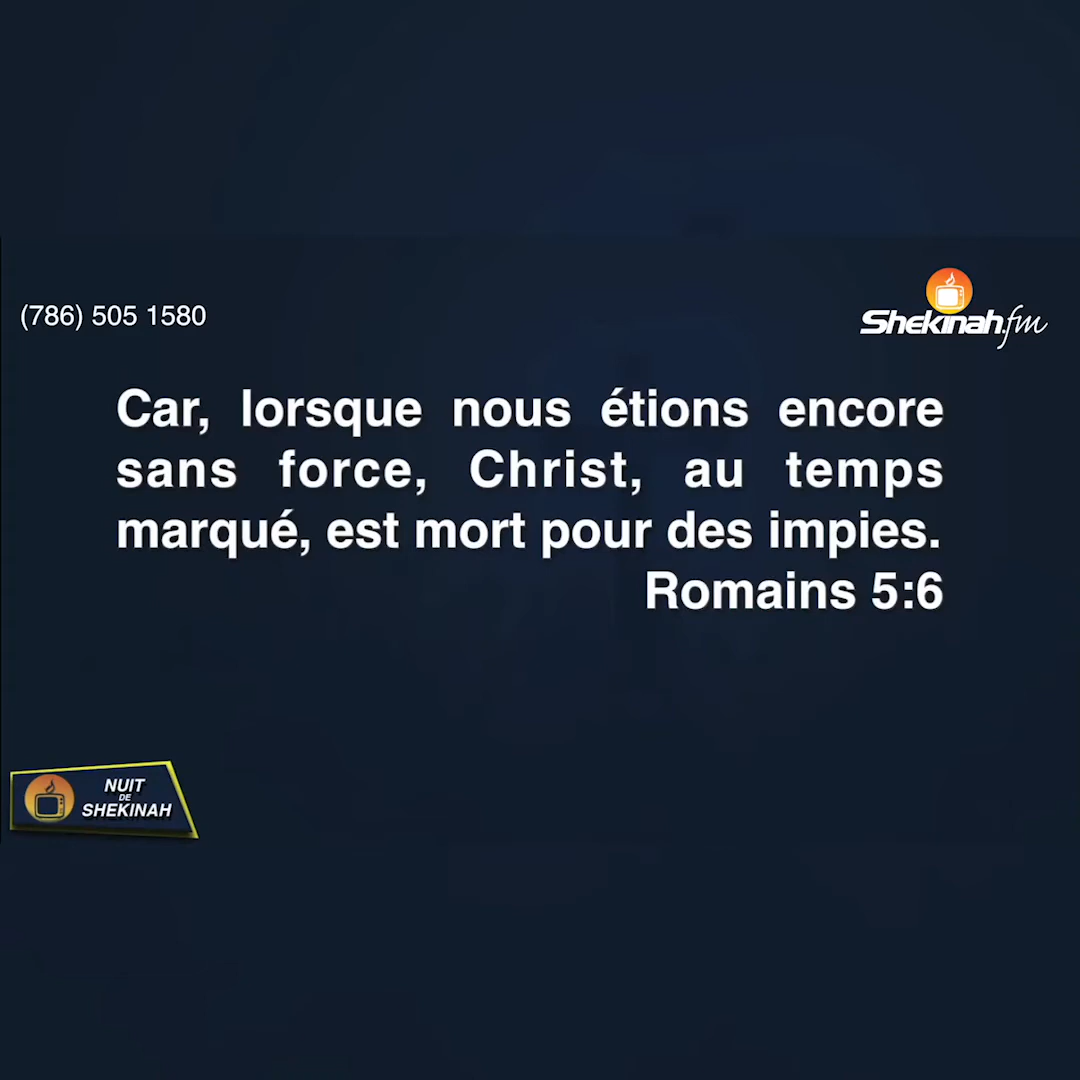 (786) 505 1580
Shekinah.fm
Car, lorsque nous étions encore
sans force, Christ, au temps
marqué, est mort pour des impies.
Romains 5:6
NUIT
DE
SHEKINAH